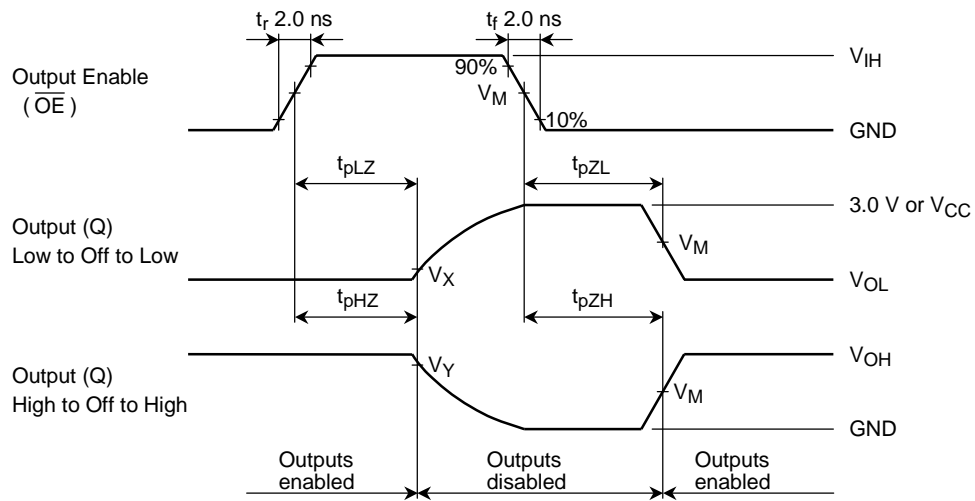 tr 2.0 ns
tf 2.0 ns
Output Enable
( OE )
90%
VM
10%
VIH
GND
tpLZ
tpZL
Output (Q)
Low to Off to Low
VX
VM
3.0 V or VCC
VOL
tpHZ
tpZH
Output (Q)
High to Off to High
VY
VM
VOH
GND
Outputs
enabled
Outputs
disabled
Outputs
enabled